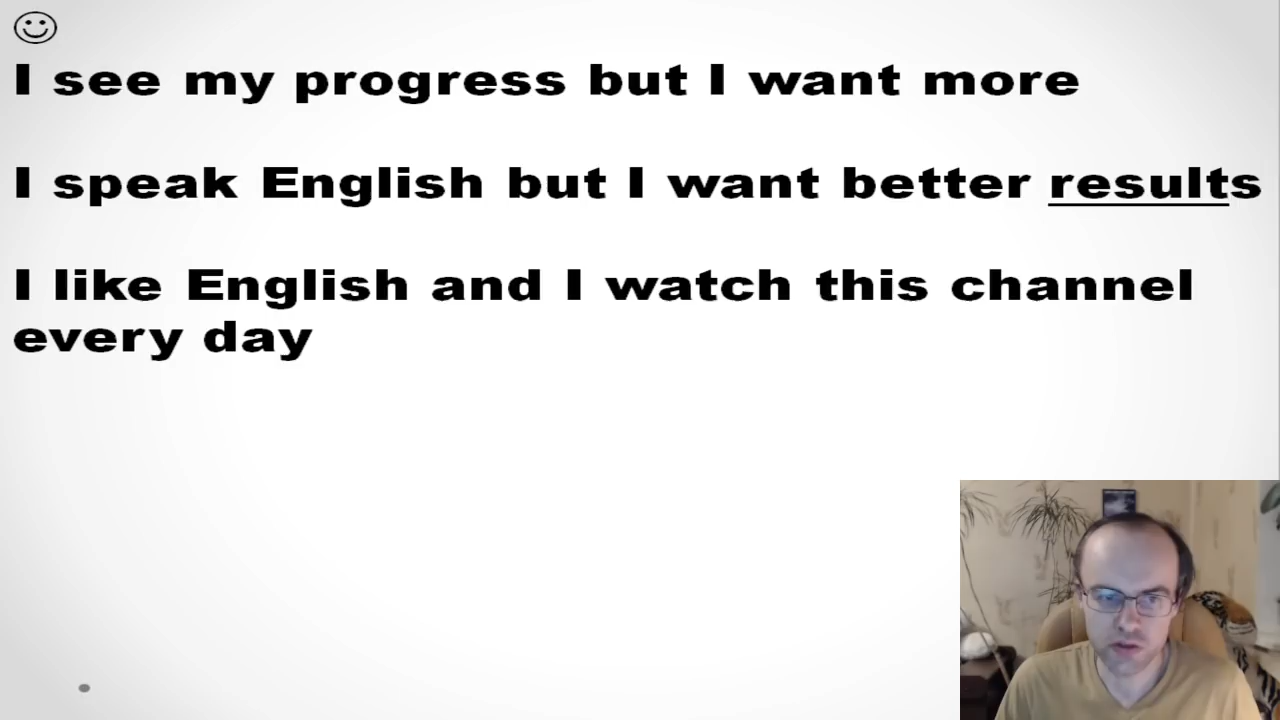 I see my progress but I want more
I speak English but I want better results
I like English and I watch this channel
every day